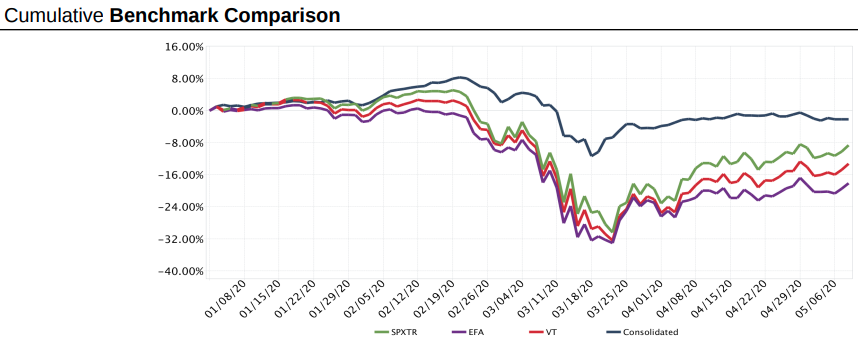 Cumulative Benchmark Comparison
16.00%
8.00%
0.00%
-8.00%
-16.00%
-24.00%
-32.00%
-40.00%
01/08/20 01/15/20 01/22/20 01/29/20 02/05/20 02/12/20 02/19/20 02/26/20 03/04/20 03/11/20 03/18/20 03/25/20 04/01/20 04/08/20 04/15/20 04/22/20 04/29/20 05/06/20
SPXTR EFA VT Consolidated